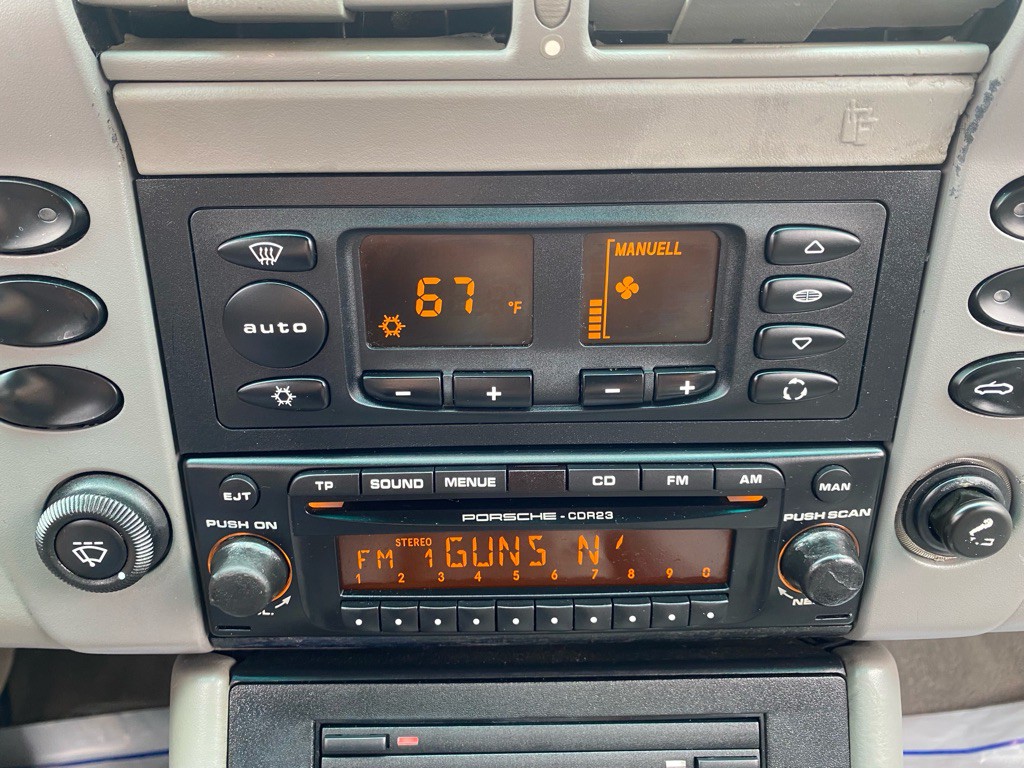 MANUELL
67 °F
auto
- + - +
TP SOUND MENUE CD FM AM
EJT MAN
PORSCHE - CDR23
PUSH ON PUSH SCAN
STEREO
FM 1 GUNS N'
1 2 3 4 5 6 7 8 9 0